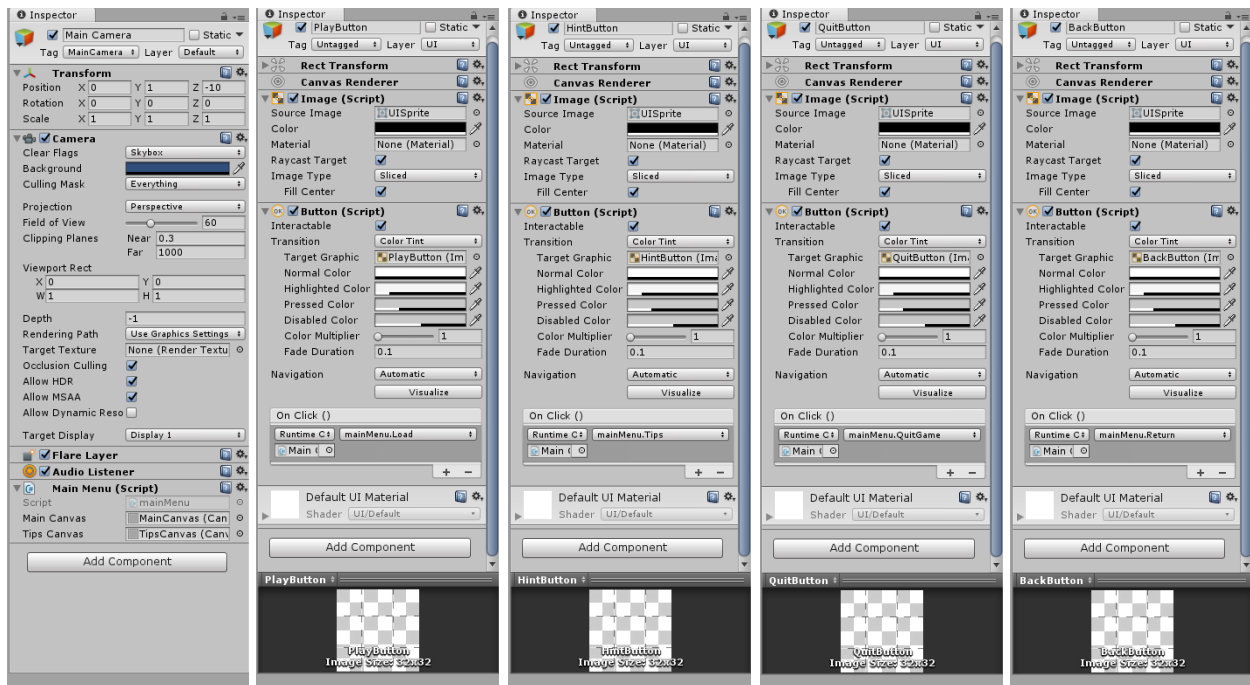 Inspector
Main Camera Static
Tag MainCamera Layer Default
Transform
Position X 0 Y 1 Z -10
Rotation X 0 Y 0 Z 0
Scale X 1 Y 1 Z 1
Camera
Clear Flags Skybox
Background
Culling Mask Everything
Projection Perspective
Field of View 60
Clipping Planes Near 0.3
Far 1000
Viewport Rect
X 0 Y 0
W 1 H 1
Depth -1
Rendering Path Use Graphics Settings
Target Texture None (Render Textu
Occlusion Culling
Allow HDR
Allow MSAA
Allow Dynamic Reso
Target Display Display 1
Flare Layer
Audio Listener
Main Menu (Script)
Script mainMenu
Main Canvas MainCanvas (Can
Tips Canvas TipsCanvas (Canv
Add Component
Inspector
PlayButton Static
Tag Untagged Layer UI
Rect Transform
Canvas Renderer
Image (Script)
Source Image UISprite
Color
Material None (Material)
Raycast Target
Image Type Sliced
Fill Center
Button (Script)
Interactable
Transition Color Tint
Target Graphic PlayButton (Im
Normal Color
Highlighted Color
Pressed Color
Disabled Color
Color Multiplier 1
Fade Duration 0.1
Navigation Automatic
Visualize
On Click ()
Runtime C mainMenu.Load
Main (
+ −
Default UI Material
Shader UI/Default
Add Component
PlayButton
PlayButton
Image Size: 32x32
Inspector
HintButton Static
Tag Untagged Layer UI
Rect Transform
Canvas Renderer
Image (Script)
Source Image UISprite
Color
Material None (Material)
Raycast Target
Image Type Sliced
Fill Center
Button (Script)
Interactable
Transition Color Tint
Target Graphic HintButton (Ima
Normal Color
Highlighted Color
Pressed Color
Disabled Color
Color Multiplier 1
Fade Duration 0.1
Navigation Automatic
Visualize
On Click ()
Runtime C mainMenu.Tips
Main (
+ −
Default UI Material
Shader UI/Default
Add Component
HintButton
HintButton
Image Size: 32x32
Inspector
QuitButton Static
Tag Untagged Layer UI
Rect Transform
Canvas Renderer
Image (Script)
Source Image UISprite
Color
Material None (Material)
Raycast Target
Image Type Sliced
Fill Center
Button (Script)
Interactable
Transition Color Tint
Target Graphic QuitButton (Im
Normal Color
Highlighted Color
Pressed Color
Disabled Color
Color Multiplier 1
Fade Duration 0.1
Navigation Automatic
Visualize
On Click ()
Runtime C mainMenu.QuitGame
Main (
+ −
Default UI Material
Shader UI/Default
Add Component
QuitButton
QuitButton
Image Size: 32x32
Inspector
BackButton Static
Tag Untagged Layer UI
Rect Transform
Canvas Renderer
Image (Script)
Source Image UISprite
Color
Material None (Material)
Raycast Target
Image Type Sliced
Fill Center
Button (Script)
Interactable
Transition Color Tint
Target Graphic BackButton (Im
Normal Color
Highlighted Color
Pressed Color
Disabled Color
Color Multiplier 1
Fade Duration 0.1
Navigation Automatic
Visualize
On Click ()
Runtime C mainMenu.Return
Main (
+ −
Default UI Material
Shader UI/Default
Add Component
BackButton
BackButton
Image Size: 32x32